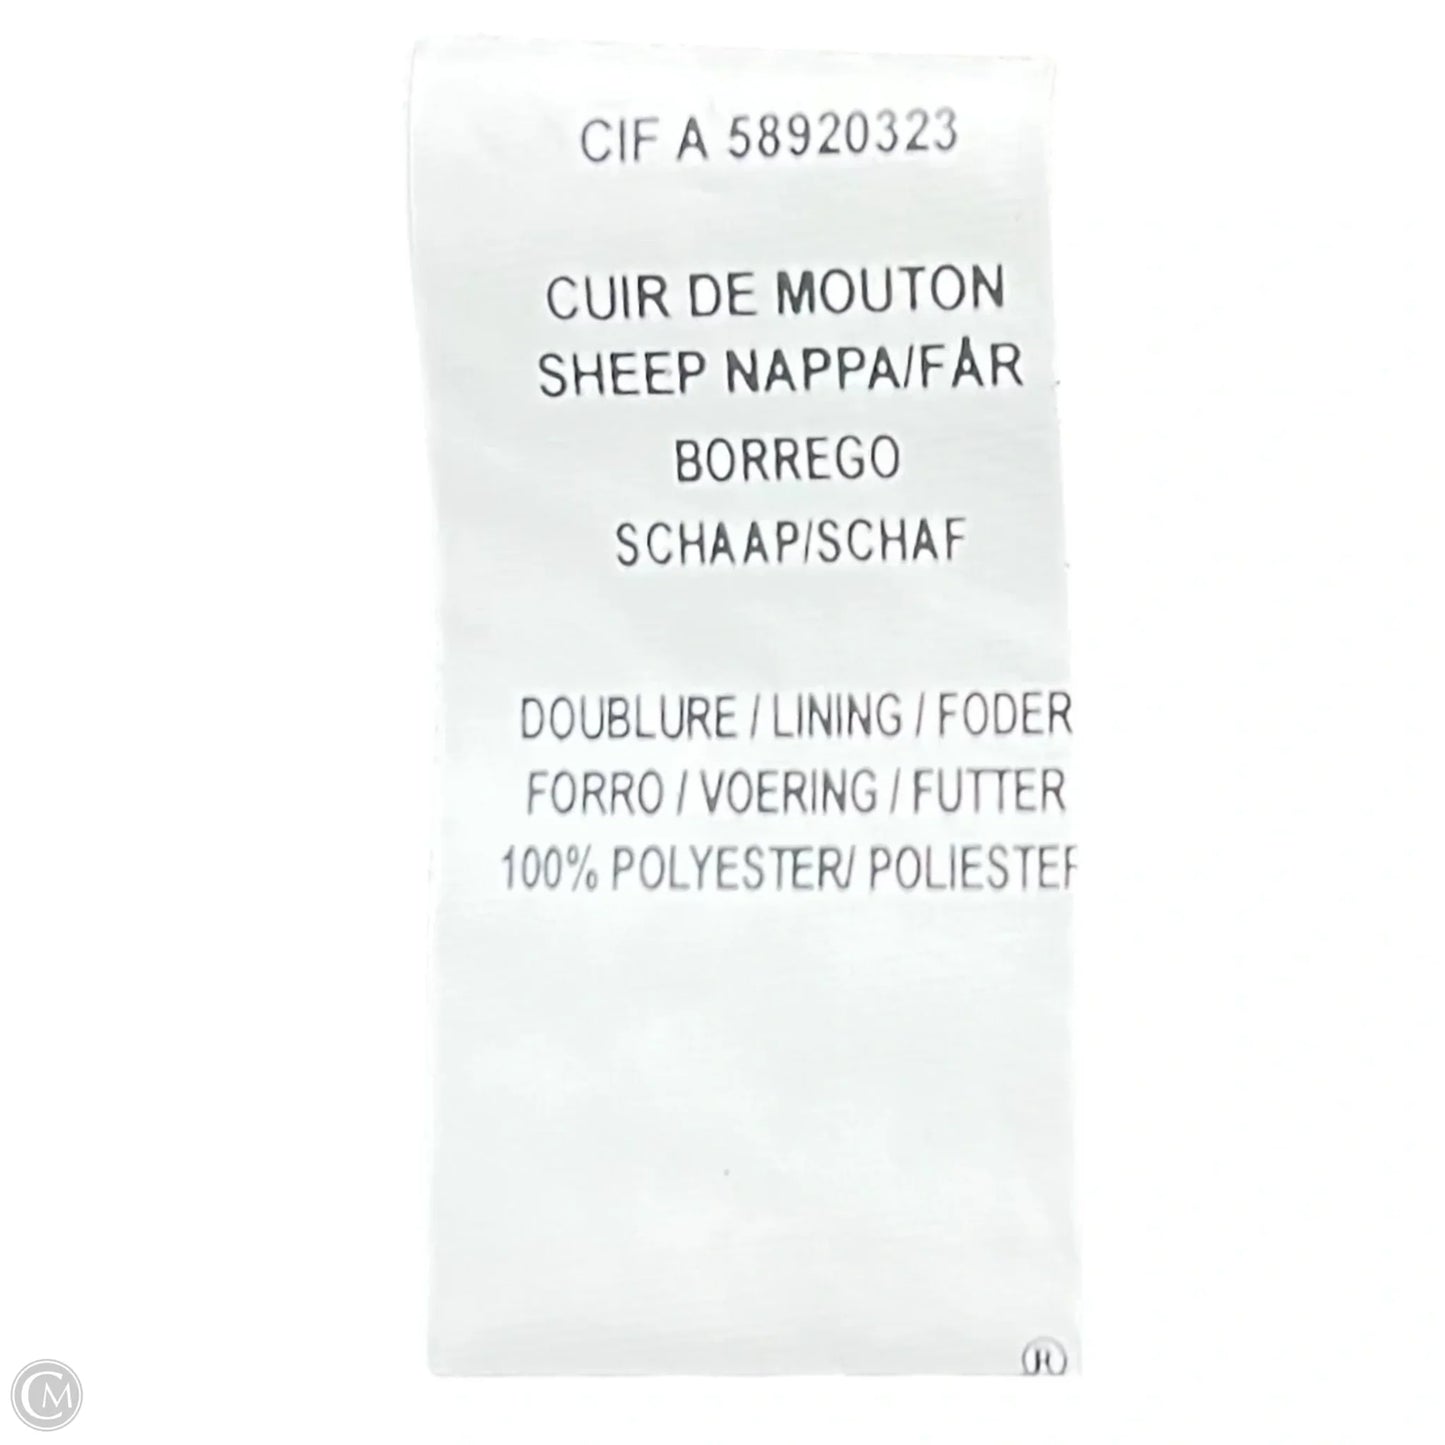 CIF A 58920323
CUIR DE MOUTON
SHEEP NAPPA/FÅR
BORREGO
SCHAAP/SCHAF
DOUBLURE / LINING / FODER
FORRO / VOERING / FUTTER
100% POLYESTER/ POLIESTER
®
CM